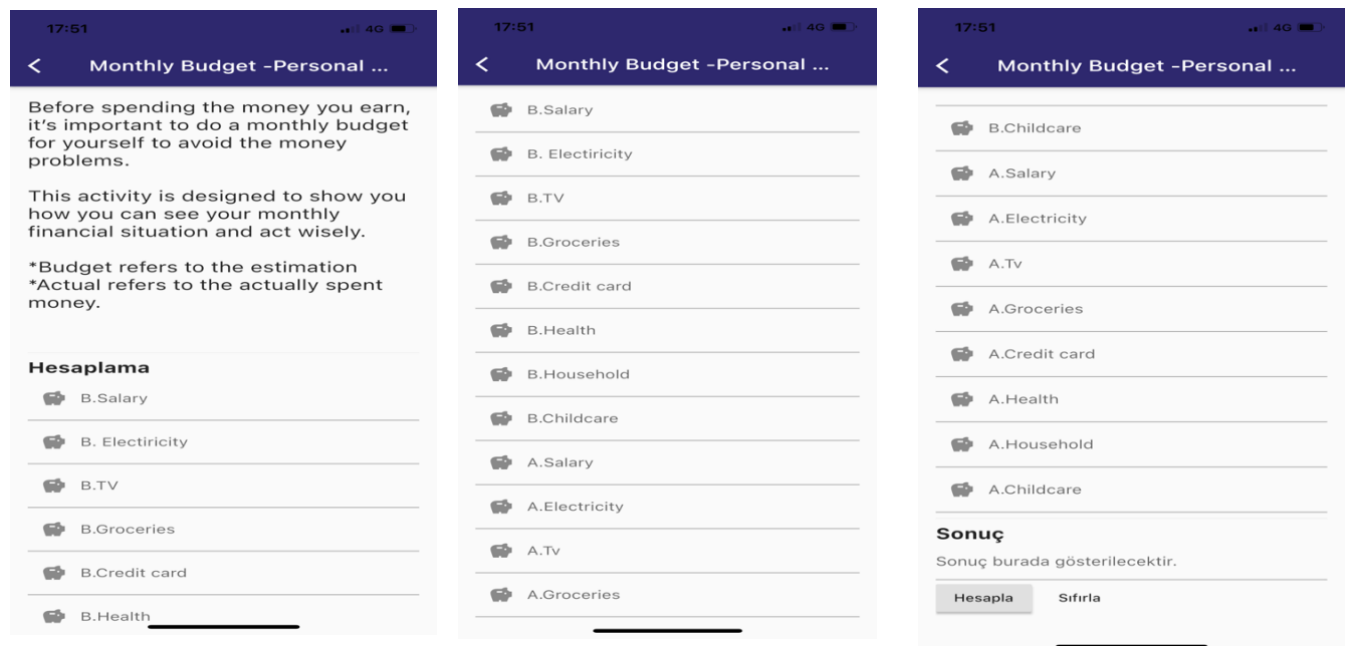 17:51
4G
Monthly Budget -Personal ...
Before spending the money you earn,
it's important to do a monthly budget
for yourself to avoid the money
problems.
This activity is designed to show you
how you can see your monthly
financial situation and act wisely.
*Budget refers to the estimation
*Actual refers to the actually spent
money.
Hesaplama
B.Salary
B. Electiricity
B.TV
B.Groceries
B.Credit card
B.Health
17:51
4G
Monthly Budget -Personal ...
B.Salary
B. Electiricity
B.TV
B.Groceries
B.Credit card
B.Health
B.Household
B.Childcare
A.Salary
A.Electricity
A.Tv
A.Groceries
17:51
4G
Monthly Budget -Personal ...
B.Childcare
A.Salary
A.Electricity
A.Tv
A.Groceries
A.Credit card
A.Health
A.Household
A.Childcare
Sonuç
Sonuç burada gösterilecektir.
Hesapla Sıfırla